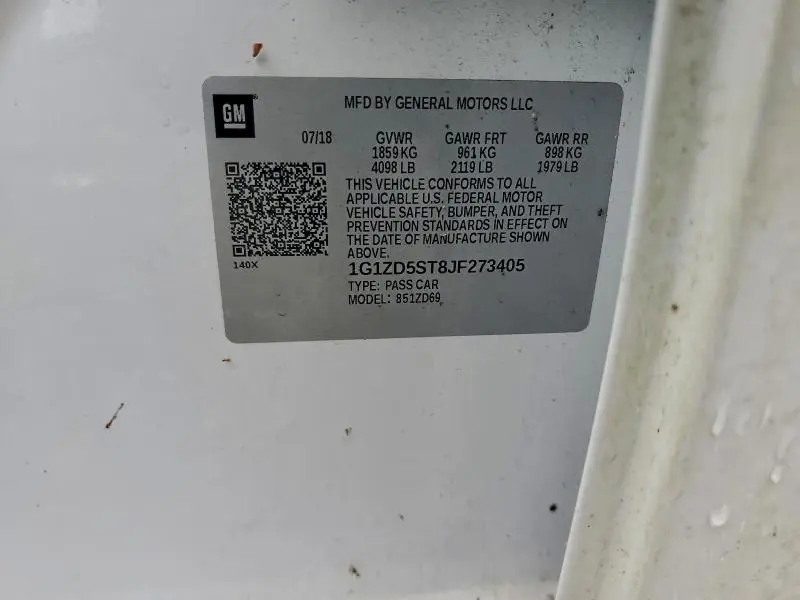 GM
MFD BY GENERAL MOTORS LLC
07/18 GVWR GAWR FRT GAWR RR
1859 KG 961 KG 898 KG
4098 LB 2119 LB 1979 LB
THIS VEHICLE CONFORMS TO ALL
APPLICABLE U.S. FEDERAL MOTOR
VEHICLE SAFETY, BUMPER, AND THEFT
PREVENTION STANDARDS IN EFFECT ON
THE DATE OF MANUFACTURE SHOWN
ABOVE.
140X
1G1ZD5ST8JF273405
TYPE: PASS CAR
MODEL: 851ZD69